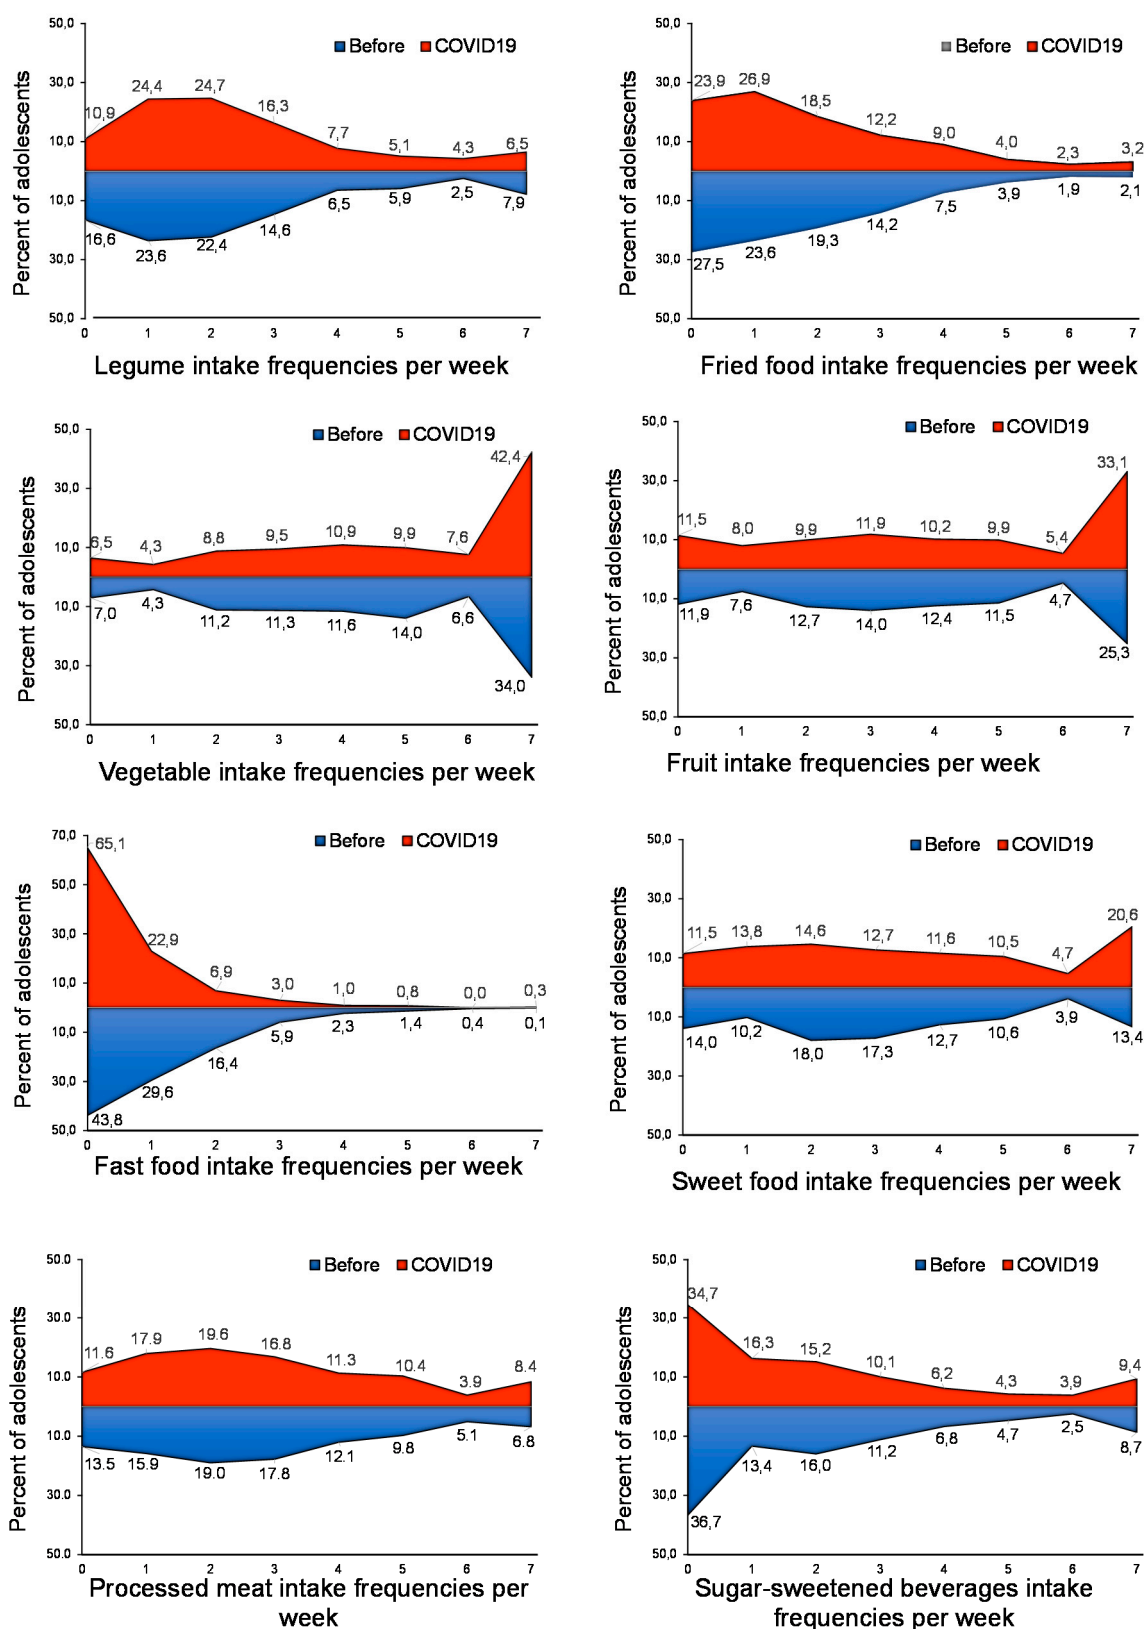 50,0
Before COVID19
30,0
10,9 24,4 24,7 16,3 7,7 5,1 4,3 6,5
10,0
10,0
16,6 23,6 22,4 14,6 6,5 5,9 2,5 7,9
30,0
50,0
0 1 2 3 4 5 6 7
Percent of adolescents
Legume intake frequencies per week
50,0
Before COVID19
30,0
23,9 26,9 18,5 12,2 9,0 4,0 2,3 3,2
10,0
10,0
27,5 23,6 19,3 14,2 7,5 3,9 1,9 2,1
30,0
50,0
0 1 2 3 4 5 6 7
Percent of adolescents
Fried food intake frequencies per week
50,0
Before COVID19
30,0
6,5 4,3 8,8 9,5 10,9 9,9 7,6 42,4
10,0
10,0
7,0 4,3 11,2 11,3 11,6 14,0 6,6 34,0
30,0
50,0
0 1 2 3 4 5 6 7
Percent of adolescents
Vegetable intake frequencies per week
50,0
Before COVID19
30,0
11,5 8,0 9,9 11,9 10,2 9,9 5,4 33,1
10,0
10,0
11,9 7,6 12,7 14,0 12,4 11,5 4,7 25,3
30,0
50,0
0 1 2 3 4 5 6 7
Percent of adolescents
Fruit intake frequencies per week
70,0
Before COVID19
50,0
30,0
65,1 22,9 6,9 3,0 1,0 0,8 0,0 0,3
10,0
10,0
43,8 29,6 16,4 5,9 2,3 1,4 0,4 0,1
30,0
50,0
0 1 2 3 4 5 6 7
Percent of adolescents
Fast food intake frequencies per week
50,0
Before COVID19
30,0
11,5 13,8 14,6 12,7 11,6 10,5 4,7 20,6
10,0
10,0
14,0 10,2 18,0 17,3 12,7 10,6 3,9 13,4
30,0
50,0
0 1 2 3 4 5 6 7
Percent of adolescents
Sweet food intake frequencies per week
50.0
Before COVID19
30.0
11.6 17.9 19.6 16.8 11.3 10.4 3.9 8.4
10.0
10.0
13.5 15.9 19.0 17.8 12.1 9.8 5.1 6.8
30.0
50.0
0 1 2 3 4 5 6 7
Percent of adolescents
Processed meat intake frequencies per
week
50,0
Before COVID19
30,0
34,7 16,3 15,2 10,1 6,2 4,3 3,9 9,4
10,0
10,0
36,7 13,4 16,0 11,2 6,8 4,7 2,5 8,7
30,0
50,0
0 1 2 3 4 5 6 7
Percent of adolescents
Sugar-sweetened beverages intake
frequencies per week